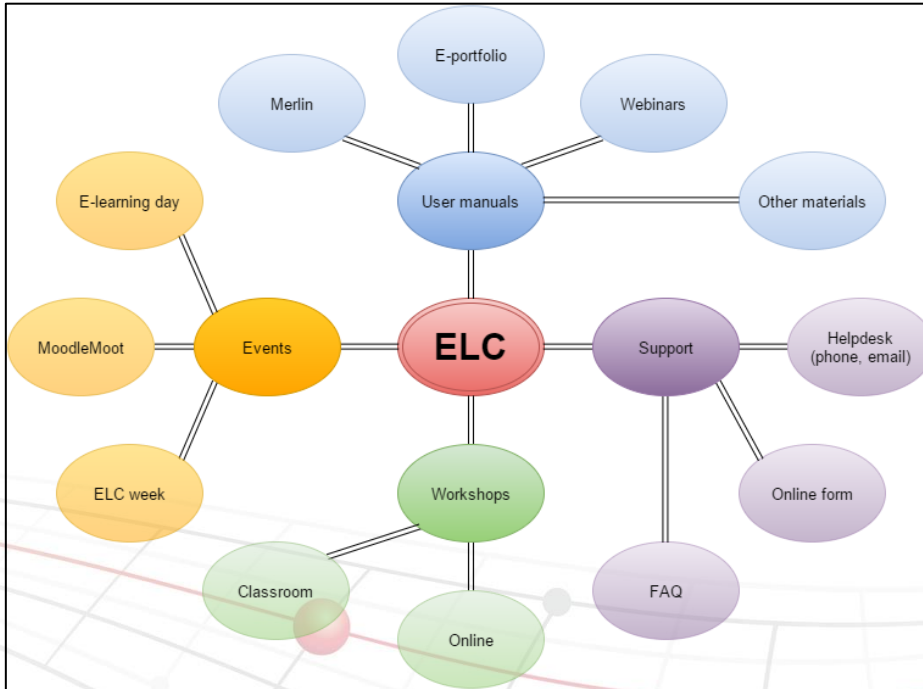 E-portfolio
Merlin
Webinars
E-learning day
User manuals
Other materials
MoodleMoot
Events
ELC
Support
Helpdesk
(phone, email)
ELC week
Workshops
Online form
Classroom
FAQ
Online